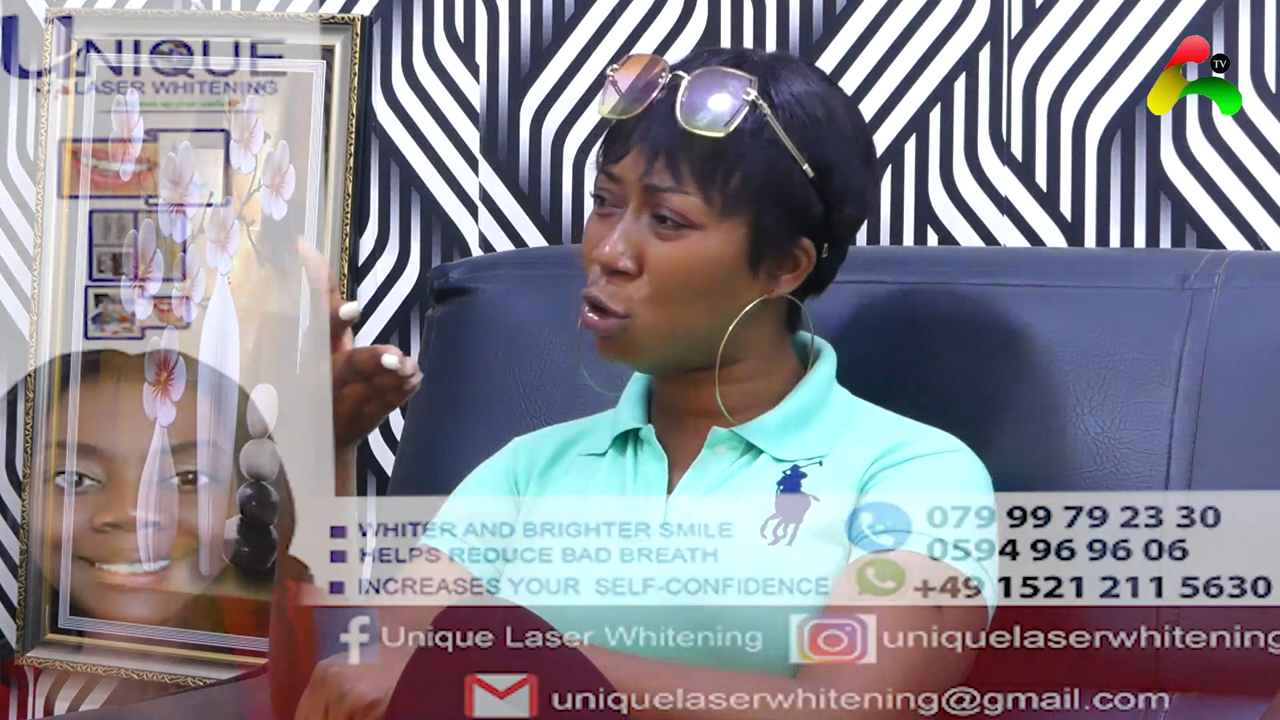 UNIQUE
LASER WHITENING
TV
WHITER AND BRIGHTER SMILE
HELPS REDUCE BAD BREATH
INCREASES YOUR SELF-CONFIDENCE
079 99 79 23 30
0594 96 96 06
+49 1521 211 5630
Unique Laser Whitening
uniquelaserwhitening
uniquelaserwhitening@gmail.com